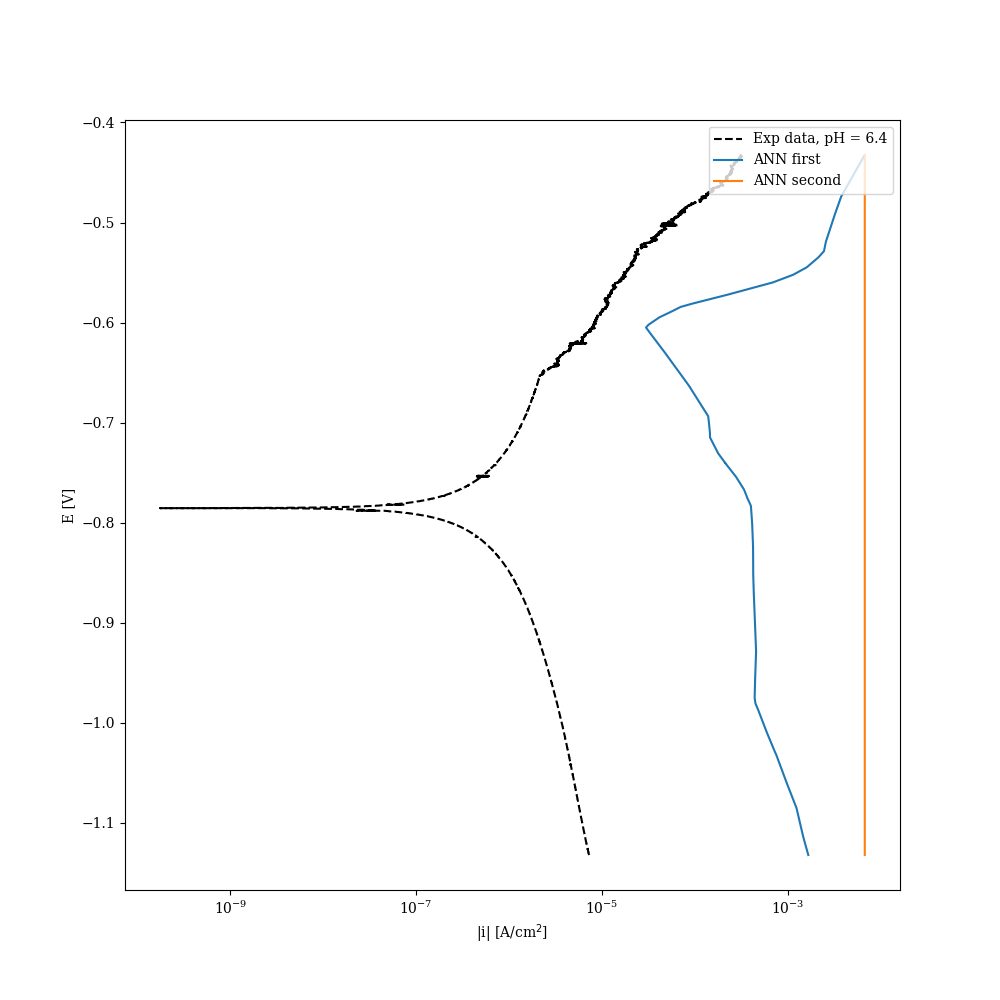 −0.4
−0.5
−0.6
−0.7
−0.8
−0.9
−1.0
−1.1
E [V]
10⁻⁹
10⁻⁷
10⁻⁵
10⁻³
|i| [A/cm²]
Exp data, pH = 6.4
ANN first
ANN second